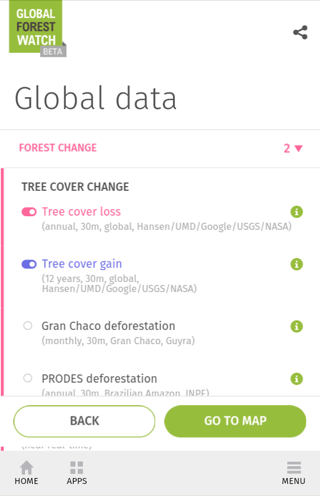 GLOBAL
FOREST
WATCH
BETA
Global data
FOREST CHANGE 2
TREE COVER CHANGE
Tree cover loss
(annual, 30m, global, Hansen/UMD/Google/USGS/NASA)
Tree cover gain
(12 years, 30m, global,
Hansen/UMD/Google/USGS/NASA)
Gran Chaco deforestation
(monthly, 30m, Gran Chaco, Guyra)
PRODES deforestation
(annual, 30m, Brazilian Amazon, INPE)
BACK GO TO MAP
(near real-time)
HOME APPS MENU